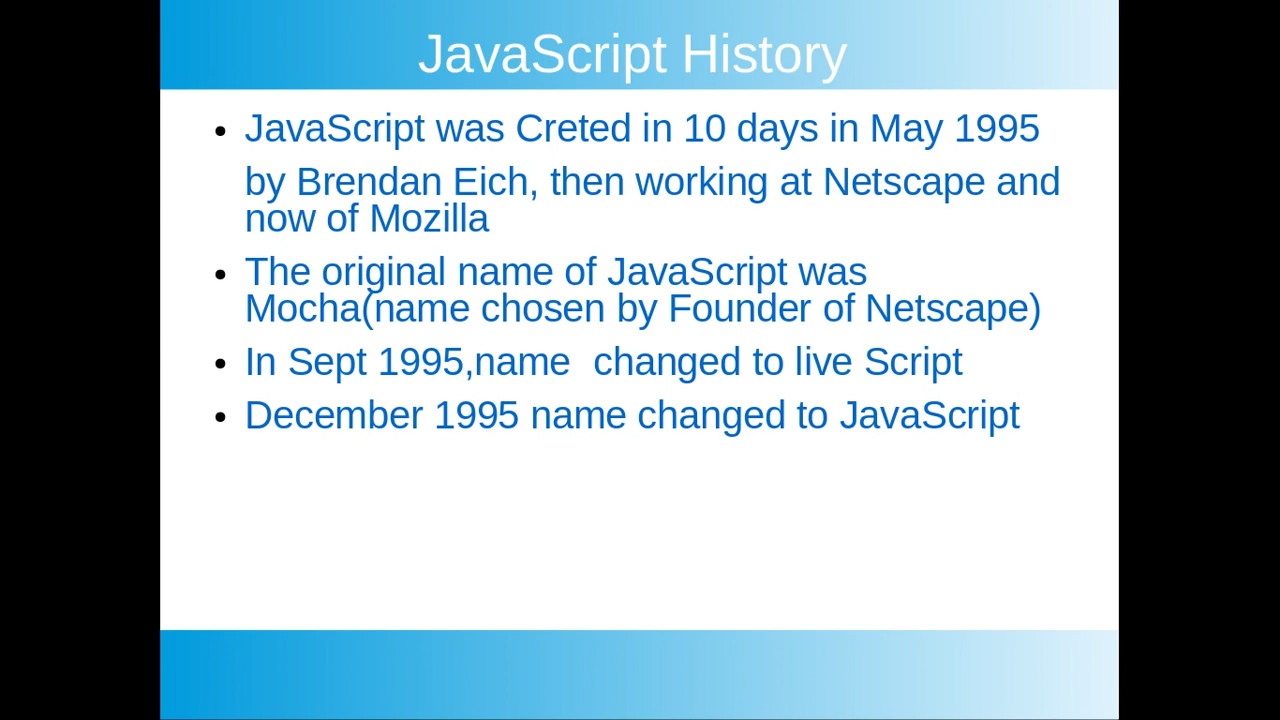 JavaScript History
• JavaScript was Creted in 10 days in May 1995
by Brendan Eich, then working at Netscape and
now of Mozilla
• The original name of JavaScript was
Mocha(name chosen by Founder of Netscape)
• In Sept 1995,name  changed to live Script
• December 1995 name changed to JavaScript